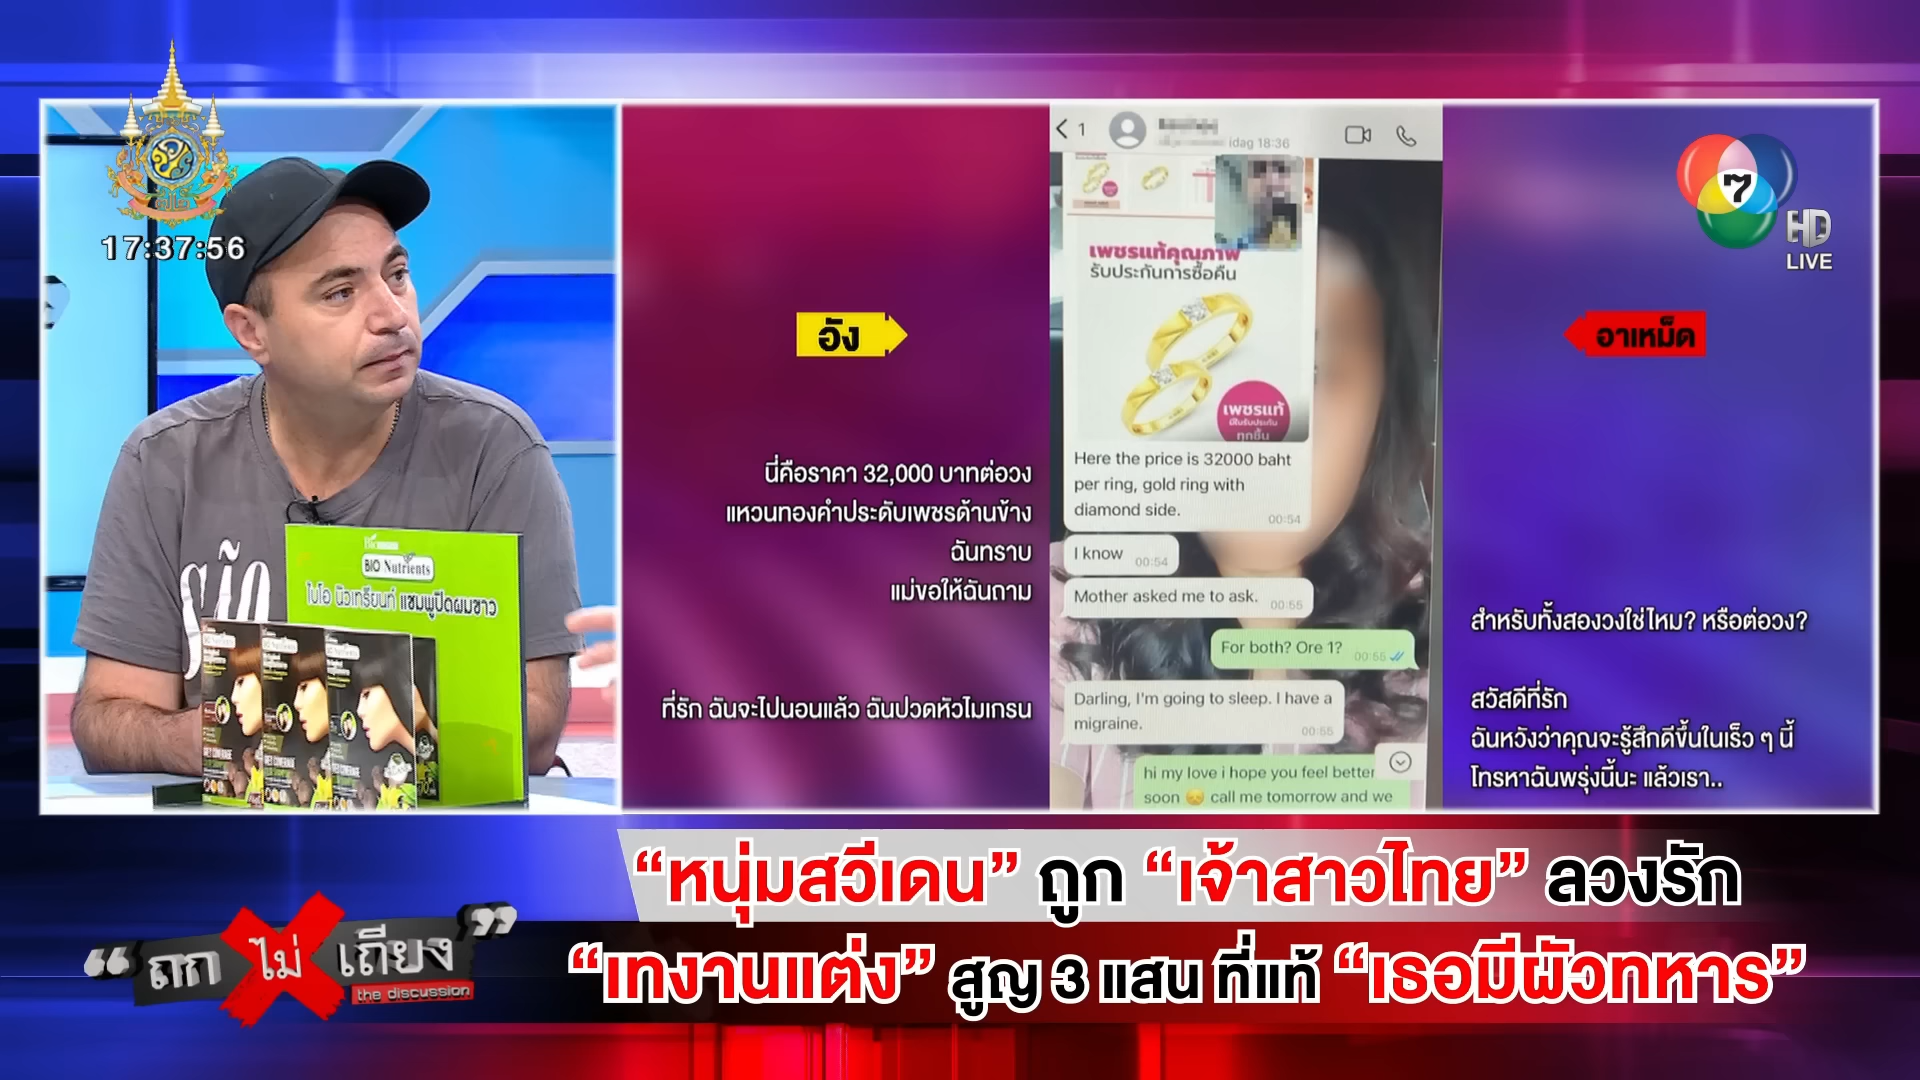 17:37:56
7
HD
LIVE
1
idag 18:36
เพชรแท้คุณภาพ
รับประกันการซื้อคืน
เพชรแท้
มีใบรับประกัน
ทุกชิ้น
อัง
อาเหม็ด
Here the price is 32000 baht
per ring, gold ring with
diamond side.
00:54
I know
00:54
Mother asked me to ask.
00:55
For both? Ore 1?
00:55
Darling, I'm going to sleep. I have a
migraine.
00:55
hi my love i hope you feel better
soon 😞 call me tomorrow and we
นี่คือราคา 32,000 บาทต่อวง
แหวนทองคำประดับเพชรด้านข้าง
ฉันทราบ
แม่ขอให้ฉันถาม
ที่รัก ฉันจะไปนอนแล้ว ฉันปวดหัวไมเกรน
สำหรับทั้งสองวงใช่ไหม? หรือต่อวง?
สวัสดีที่รัก
ฉันหวังว่าคุณจะรู้สึกดีขึ้นในเร็ว ๆ นี้
โทรหาฉันพรุ่งนี้นะ แล้วเรา..
BIO Nutrients
ไบโอ นิวเทรียนท์ แชมพูปิดผมขาว
“หนุ่มสวีเดน” ถูก “เจ้าสาวไทย” ลวงรัก
“เทงานแต่ง” สูญ 3 แสน ที่แท้ “เธอมีผัวทหาร”
“ถกไม่เถียง”
the discussion